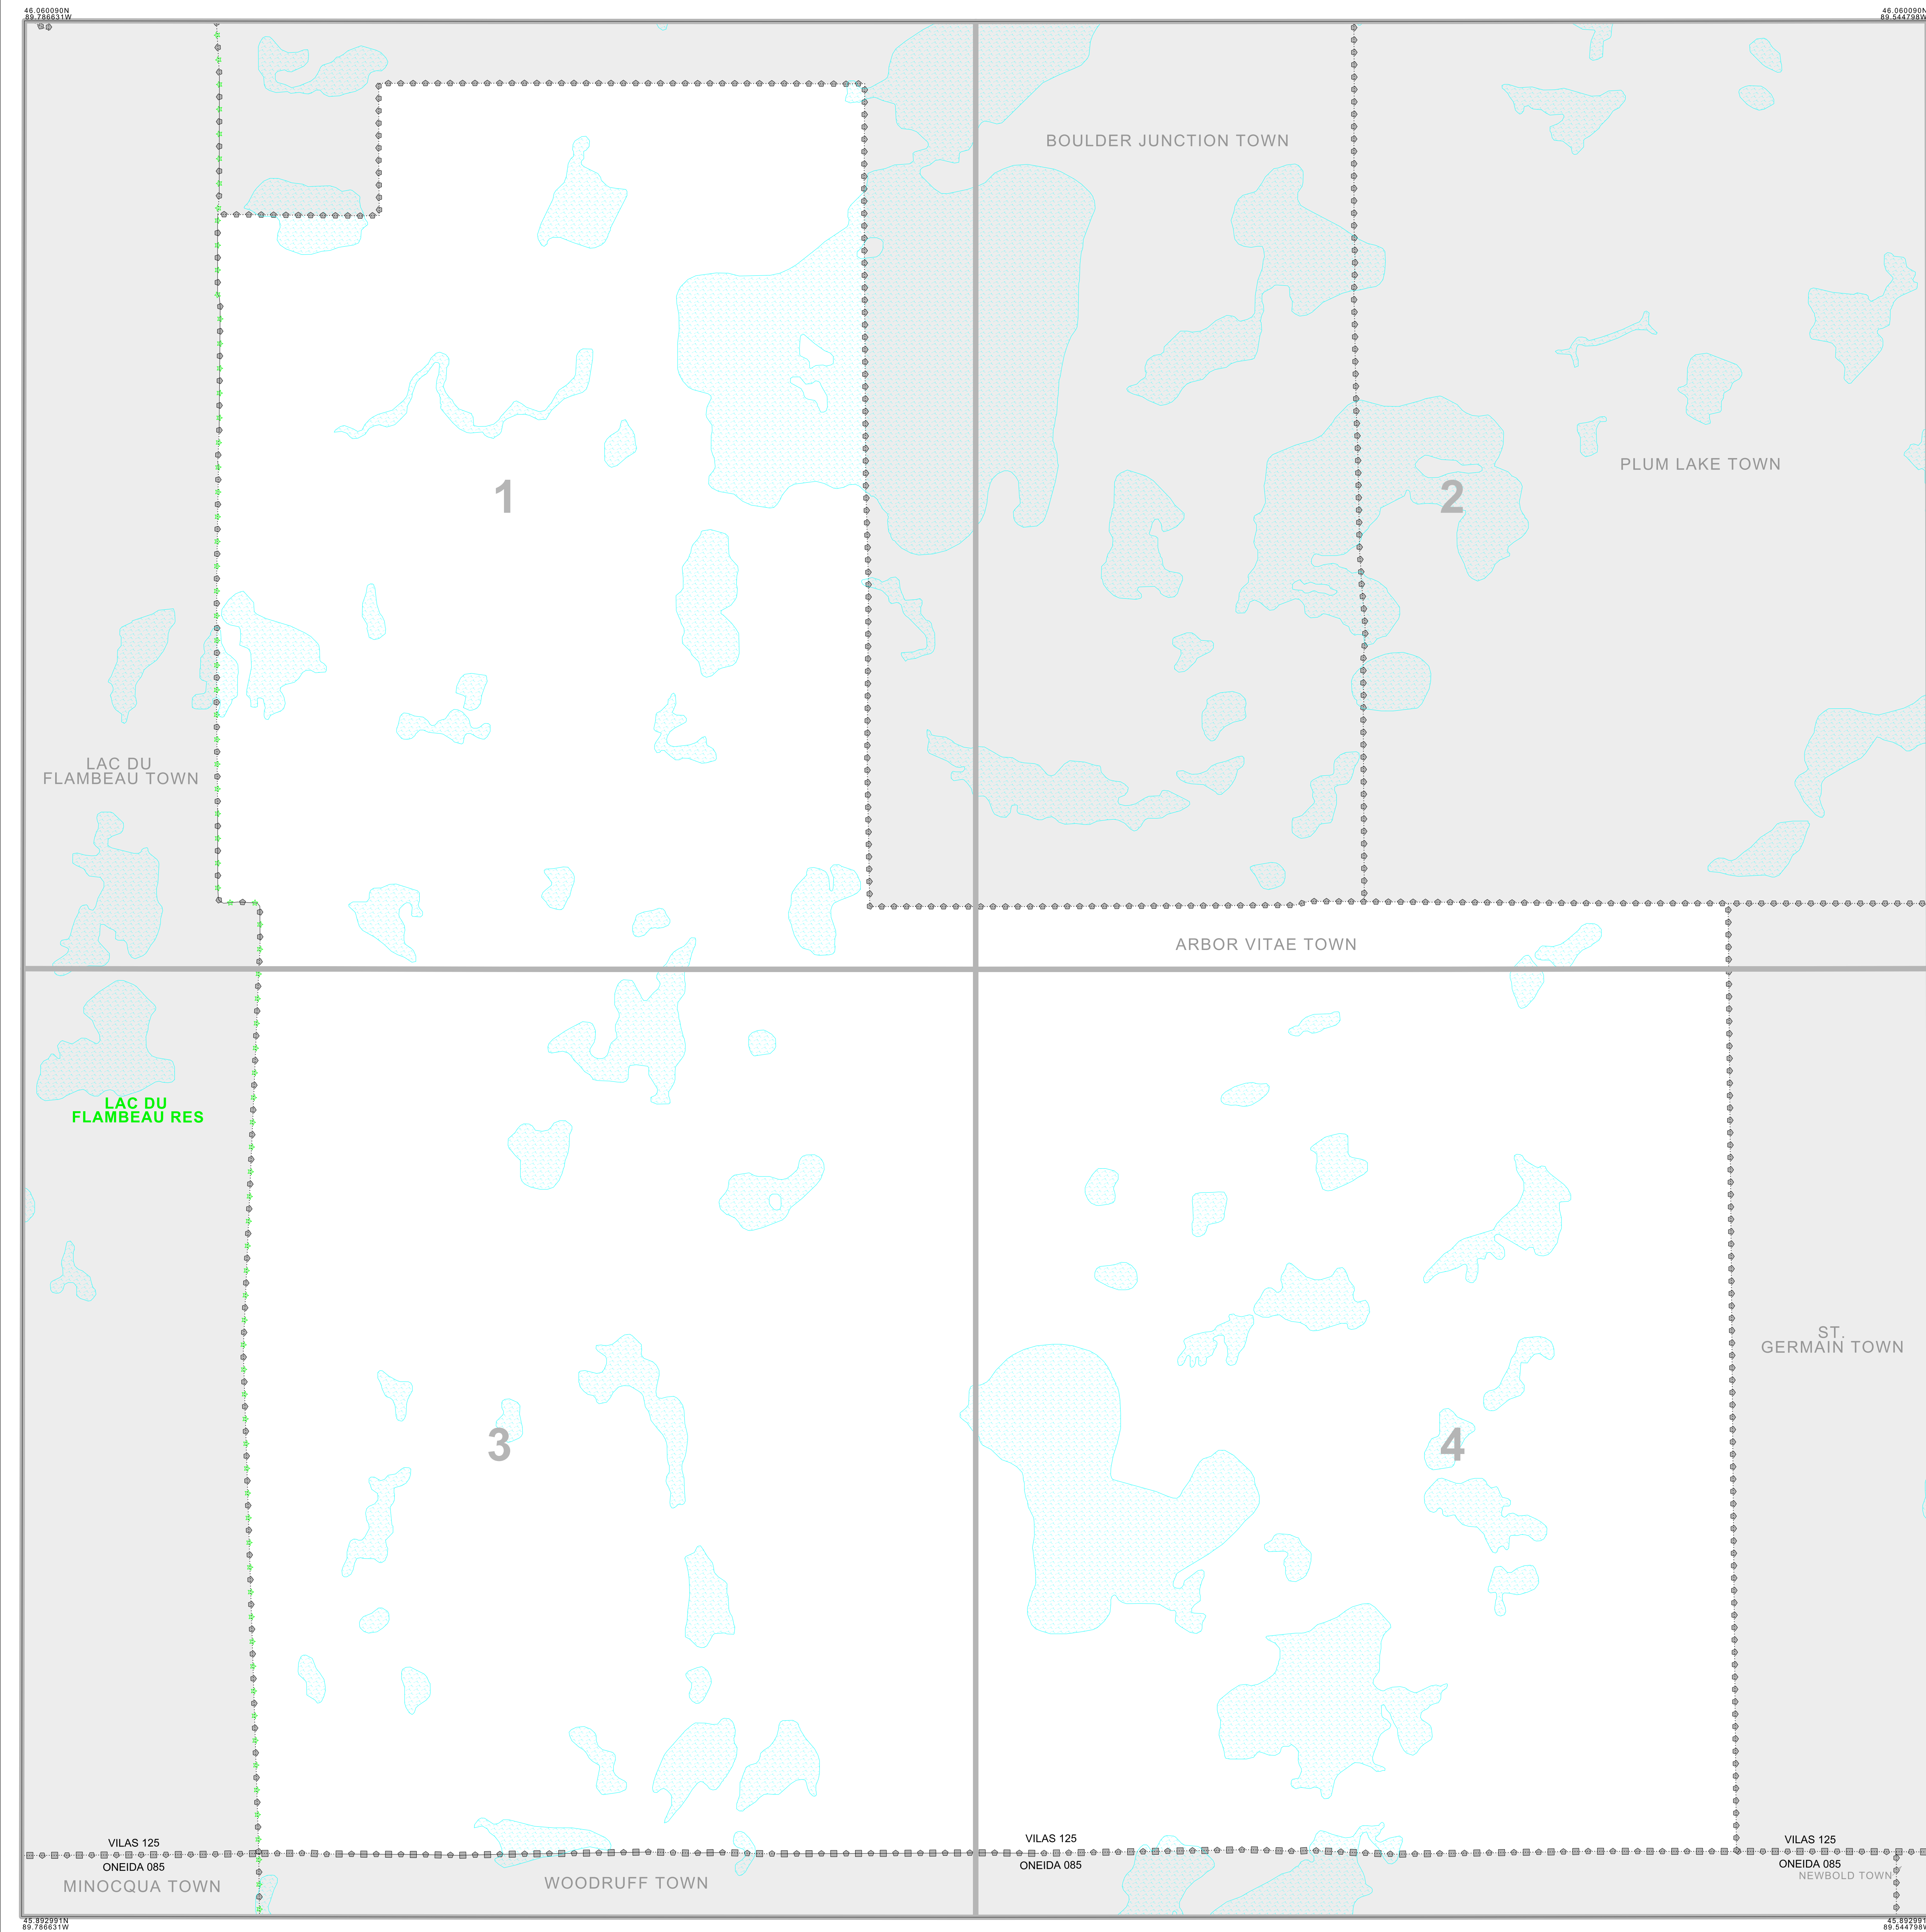 46.060090N
89.786631W
46.060090N
89.544798W
BOULDER JUNCTION TOWN
PLUM LAKE TOWN
1
2
LAC DU
FLAMBEAU TOWN
ARBOR VITAE TOWN
LAC DU
FLAMBEAU RES
ST.
GERMAIN TOWN
3
4
VILAS 125
ONEIDA 085
VILAS 125
ONEIDA 085
VILAS 125
ONEIDA 085
MINOCQUA TOWN
WOODRUFF TOWN
NEWBOLD TOWN
45.892991N
89.786631W
45.892991N
89.544798W